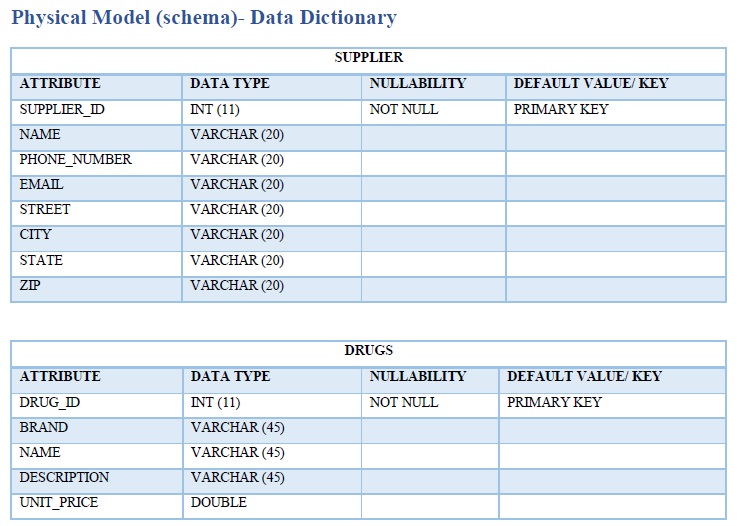 Physical Model (schema)- Data Dictionary
SUPPLIER
ATTRIBUTE DATA TYPE NULLABILITY DEFAULT VALUE/ KEY
SUPPLIER_ID INT (11) NOT NULL PRIMARY KEY
NAME VARCHAR (20)
PHONE_NUMBER VARCHAR (20)
EMAIL VARCHAR (20)
STREET VARCHAR (20)
CITY VARCHAR (20)
STATE VARCHAR (20)
ZIP VARCHAR (20)
DRUGS
ATTRIBUTE DATA TYPE NULLABILITY DEFAULT VALUE/ KEY
DRUG_ID INT (11) NOT NULL PRIMARY KEY
BRAND VARCHAR (45)
NAME VARCHAR (45)
DESCRIPTION VARCHAR (45)
UNIT_PRICE DOUBLE